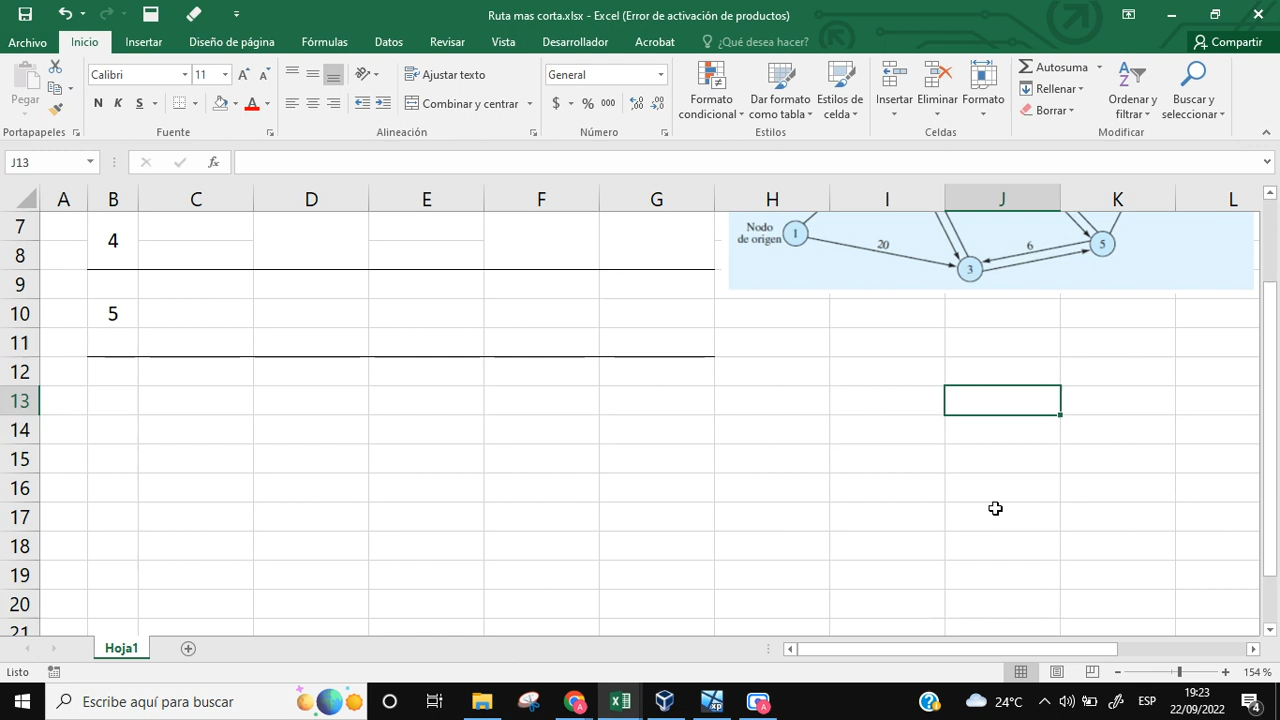 Ruta mas corta.xlsx - Excel (Error de activación de productos)
Archivo Inicio Insertar Diseño de página Fórmulas Datos Revisar Vista Desarrollador Acrobat ¿Qué desea hacer? Compartir
Pegar Calibri 11 Ajustar texto General Autosuma
N K S Combinar y centrar $ % 000 Rellenar
Formato condicional Dar formato como tabla Estilos de celda Insertar Eliminar Formato Borrar Ordenar y filtrar Buscar y seleccionar
Portapapeles Fuente Alineación Número Estilos Celdas Modificar
J13 fx
A B C D E F G H I J K L
7
4
8
9
10 5
11
12
13
14
15
16
17
18
19
20
21
Nodo
de origen 1
20
6
5
3
Hoja1
Listo 154 %
Escribe aquí para buscar XP 24°C ESP 19:23
22/09/2022 4